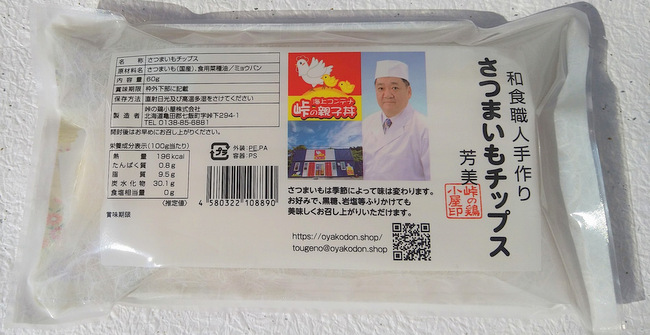 和食職人手作り
さつまいもチップス
芳美
峠の鶏
小屋印
名称 さつまいもチップス
原材料名 さつまいも(国産)、食用菜種油/ミョウバン
内容量 60g
賞味期限 枠外下部に記載
保存方法 直射日光及び高温多湿をさけてください
製造者 峠の鶏小屋株式会社
北海道亀田郡七飯町字峠下294-1
TEL 0138-85-6881
開封後はお早めにお召し上がりください。
栄養成分表示(100g当たり)
熱量 196kcal
たんぱく質 0.8g
脂質 9.5g
炭水化物 30.1g
食塩相当量 0g
(推定値)
賞味期限
プラ
外装:PE,PA
容器:PS
4 580322 108890
海上コンテナ
峠の親子丼
さつまいもは季節によって味は変わります。
お好みで、黒糖、岩塩等ふりかけても
美味しくお召し上がりいただけます。
https://oyakodon.shop/
tougeno@oyakodon.shop